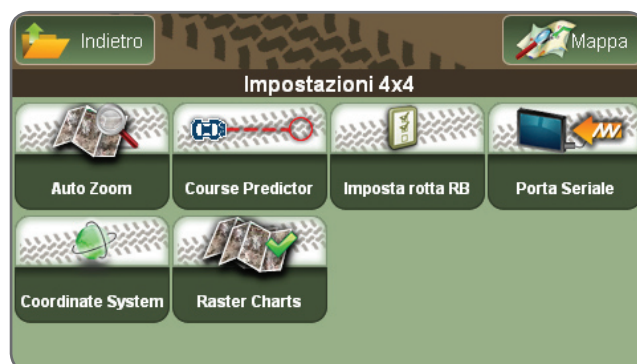 Indietro
Mappa
Impostazioni 4x4
Auto Zoom
Course Predictor
Imposta rotta RB
Porta Seriale
Coordinate System
Raster Charts